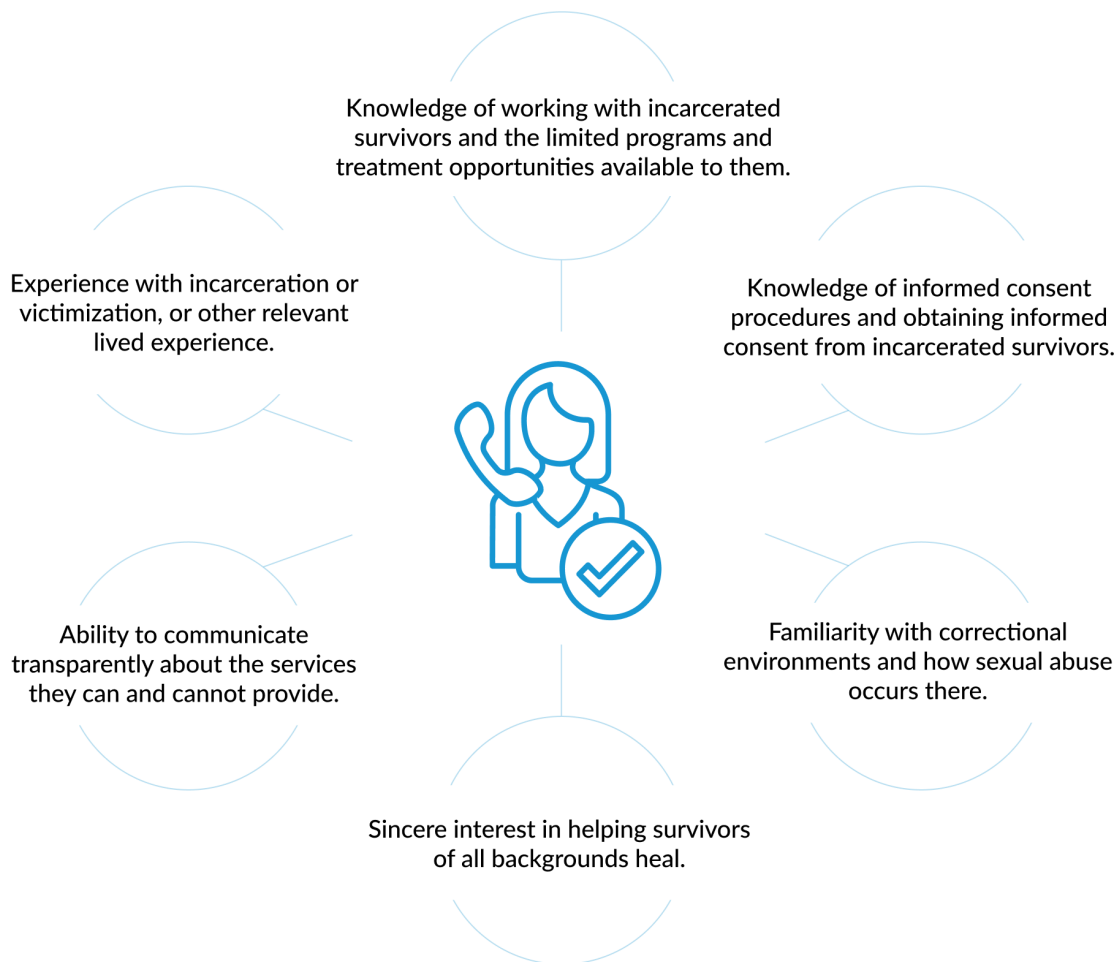 Knowledge of working with incarcerated
survivors and the limited programs and
treatment opportunities available to them.
Experience with incarceration or
victimization, or other relevant
lived experience.
Knowledge of informed consent
procedures and obtaining informed
consent from incarcerated survivors.
Ability to communicate
transparently about the services
they can and cannot provide.
Familiarity with correctional
environments and how sexual abuse
occurs there.
Sincere interest in helping survivors
of all backgrounds heal.